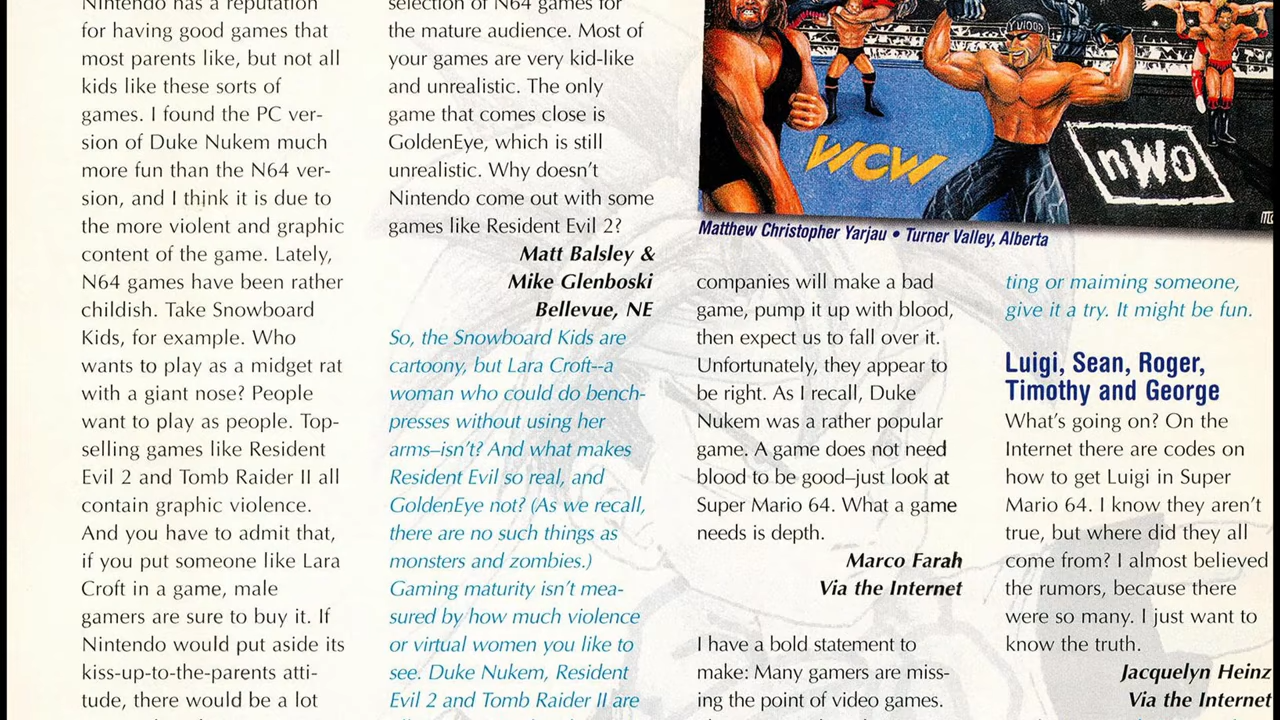 Nintendo has a reputation
for having good games that
most parents like, but not all
kids like these sorts of
games. I found the PC ver-
sion of Duke Nukem much
more fun than the N64 ver-
sion, and I think it is due to
the more violent and graphic
content of the game. Lately,
N64 games have been rather
childish. Take Snowboard
Kids, for example. Who
wants to play as a midget rat
with a giant nose? People
want to play as people. Top-
selling games like Resident
Evil 2 and Tomb Raider II all
contain graphic violence.
And you have to admit that,
if you put someone like Lara
Croft in a game, male
gamers are sure to buy it. If
Nintendo would put aside its
kiss-up-to-the-parents atti-
tude, there would be a lot
selection of N64 games for
the mature audience. Most of
your games are very kid-like
and unrealistic. The only
game that comes close is
GoldenEye, which is still
unrealistic. Why doesn't
Nintendo come out with some
games like Resident Evil 2?
Matt Balsley &
Mike Glenboski
Bellevue, NE
So, the Snowboard Kids are
cartoony, but Lara Croft--a
woman who could do bench-
presses without using her
arms–isn't? And what makes
Resident Evil so real, and
GoldenEye not? (As we recall,
there are no such things as
monsters and zombies.)
Gaming maturity isn't mea-
sured by how much violence
or virtual women you like to
see. Duke Nukem, Resident
Evil 2 and Tomb Raider II are
WCW
nWo
Matthew Christopher Yarjau • Turner Valley, Alberta
companies will make a bad
game, pump it up with blood,
then expect us to fall over it.
Unfortunately, they appear to
be right. As I recall, Duke
Nukem was a rather popular
game. A game does not need
blood to be good–just look at
Super Mario 64. What a game
needs is depth.
Marco Farah
Via the Internet
I have a bold statement to
make: Many gamers are miss-
ing the point of video games.
ting or maiming someone,
give it a try. It might be fun.
Luigi, Sean, Roger,
Timothy and George
What's going on? On the
Internet there are codes on
how to get Luigi in Super
Mario 64. I know they aren't
true, but where did they all
come from? I almost believed
the rumors, because there
were so many. I just want to
know the truth.
Jacquelyn Heinz
Via the Internet